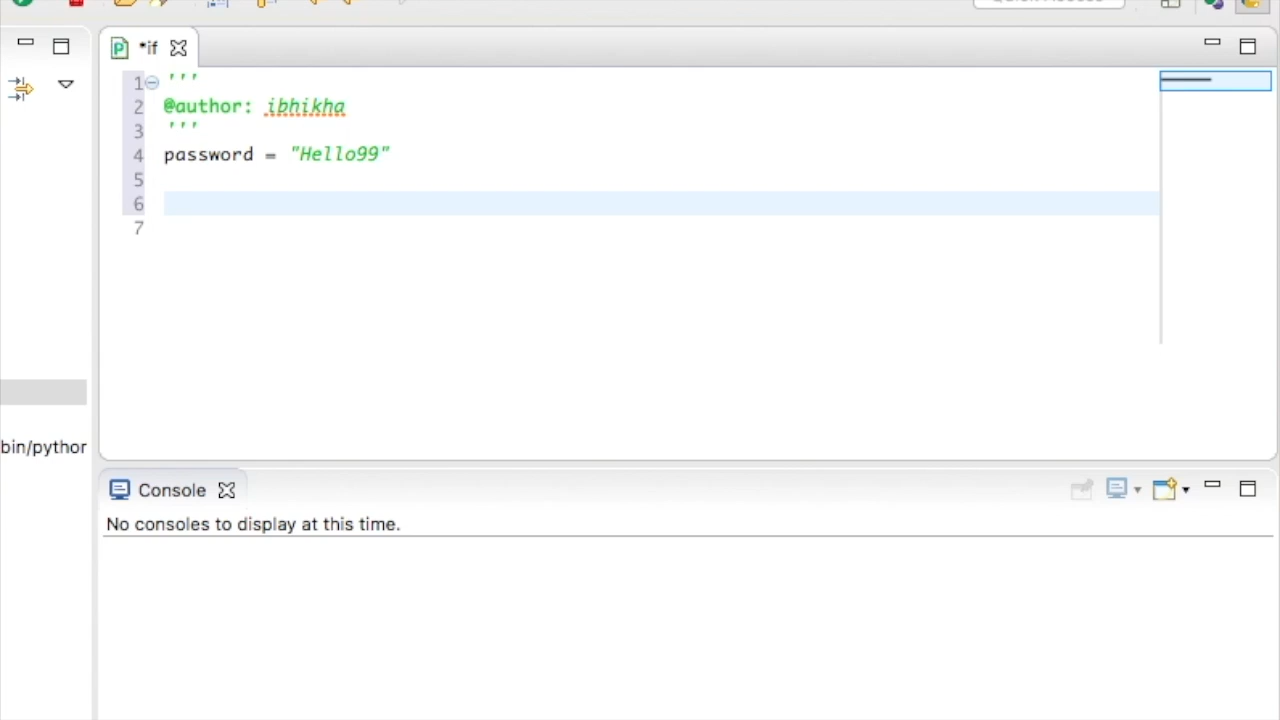 *if
1 '''
2 @author: ibhikha
3 '''
4 password = "Hello99"
5
6
7
bin/pythor
Console
No consoles to display at this time.